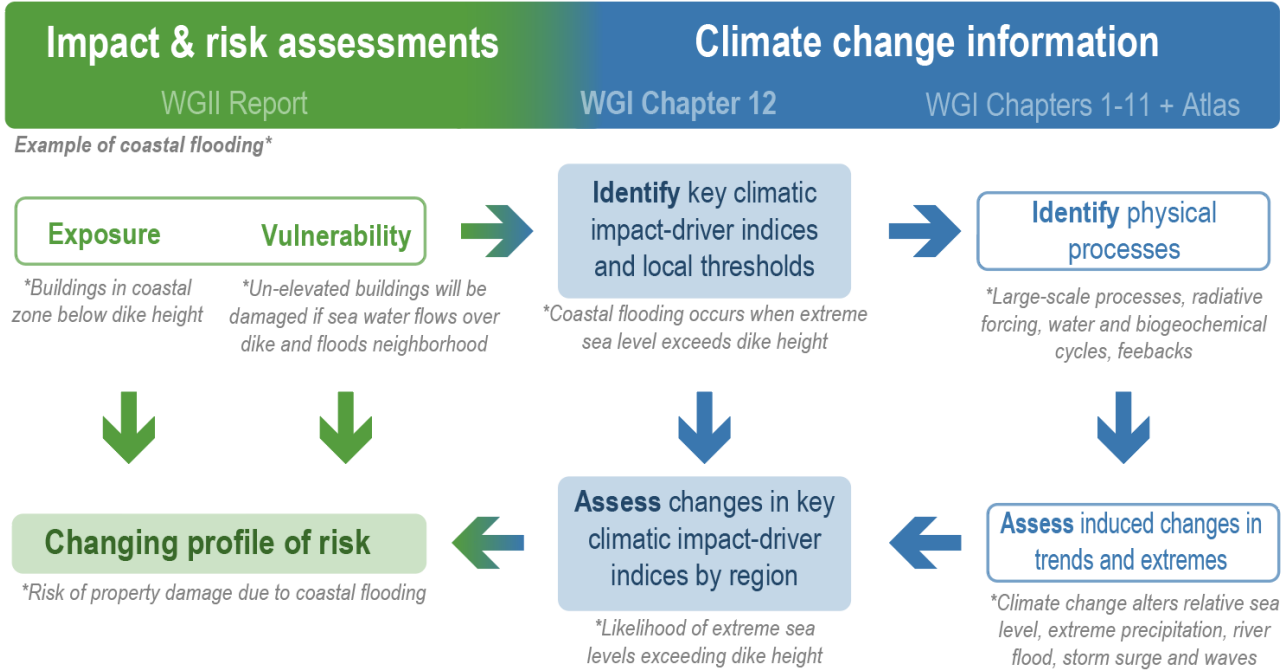 Impact & risk assessments
Climate change information
WGII Report
WGI Chapter 12
WGI Chapters 1-11 + Atlas
Example of coastal flooding*
Exposure
Vulnerability
*Buildings in coastal
zone below dike height
*Un-elevated buildings will be
damaged if sea water flows over
dike and floods neighborhood
Identify key climatic
impact-driver indices
and local thresholds
*Coastal flooding occurs when extreme
sea level exceeds dike height
Identify physical
processes
*Large-scale processes, radiative
forcing, water and biogeochemical
cycles, feebacks
Changing profile of risk
*Risk of property damage due to coastal flooding
Assess changes in key
climatic impact-driver
indices by region
*Likelihood of extreme sea
levels exceeding dike height
Assess induced changes in
trends and extremes
*Climate change alters relative sea
level, extreme precipitation, river
flood, storm surge and waves